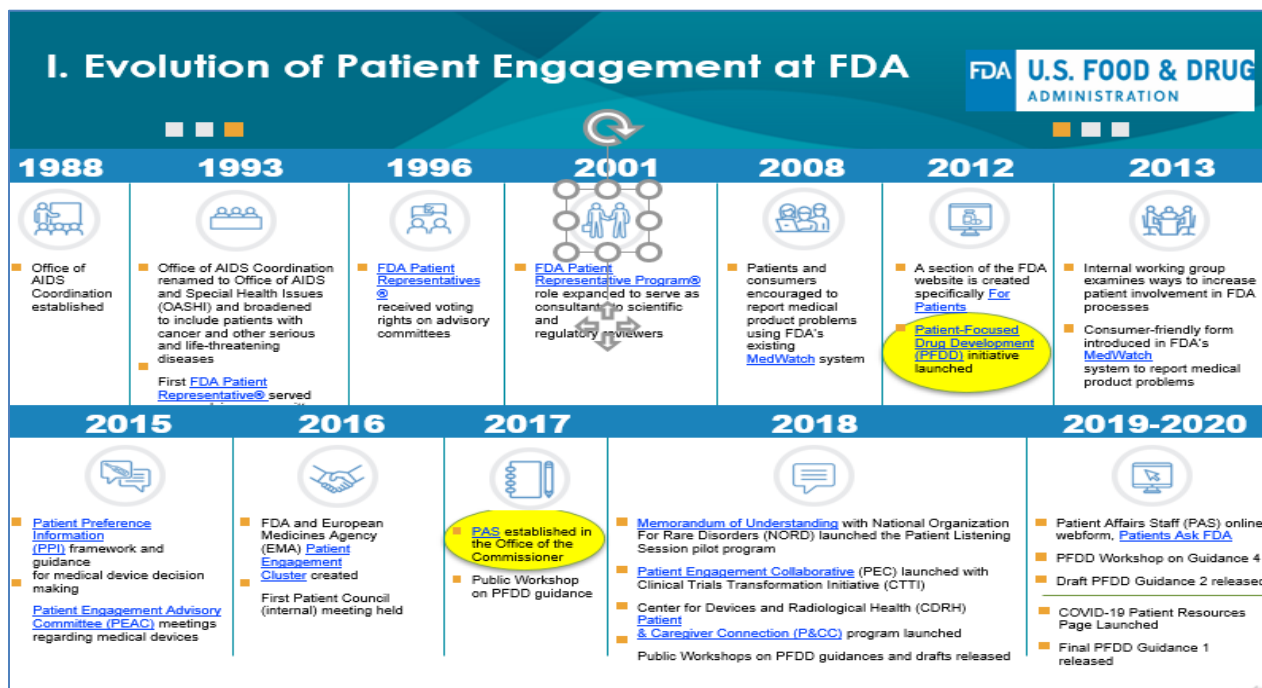 I. Evolution of Patient Engagement at FDA
FDA U.S. FOOD & DRUG
ADMINISTRATION
1988
Office of
AIDS
Coordination
established
1993
Office of AIDS Coordination
renamed to Office of AIDS
and Special Health Issues
(OASHI) and broadened
to include patients with
cancer and other serious
and life-threatening
diseases
First FDA Patient
Representative® served
1996
FDA Patient
Representatives
®
received voting
rights on advisory
committees
2001
FDA Patient
Representative Program®
role expanded to serve as
consultants to scientific
and
regulatory reviewers
2008
Patients and
consumers
encouraged to
report medical
product problems
using FDA's
existing
MedWatch system
2012
A section of the FDA
website is created
specifically For
Patients
Patient-Focused
Drug Development
(PFDD) initiative
launched
2013
Internal working group
examines ways to increase
patient involvement in FDA
processes
Consumer-friendly form
introduced in FDA's
MedWatch
system to report medical
product problems
2015
Patient Preference
Information
(PPI) framework and
guidance
for medical device decision
making
Patient Engagement Advisory
Committee (PEAC) meetings
regarding medical devices
2016
FDA and European
Medicines Agency
(EMA) Patient
Engagement
Cluster created
First Patient Council
(internal) meeting held
2017
PAS established in
the Office of the
Commissioner
Public Workshop
on PFDD guidance
2018
Memorandum of Understanding with National Organization
For Rare Disorders (NORD) launched the Patient Listening
Session pilot program
Patient Engagement Collaborative (PEC) launched with
Clinical Trials Transformation Initiative (CTTI)
Center for Devices and Radiological Health (CDRH)
Patient
& Caregiver Connection (P&CC) program launched
Public Workshops on PFDD guidances and drafts released
2019-2020
Patient Affairs Staff (PAS) online
webform, Patients Ask FDA
PFDD Workshop on Guidance 4
Draft PFDD Guidance 2 released
COVID-19 Patient Resources
Page Launched
Final PFDD Guidance 1
released